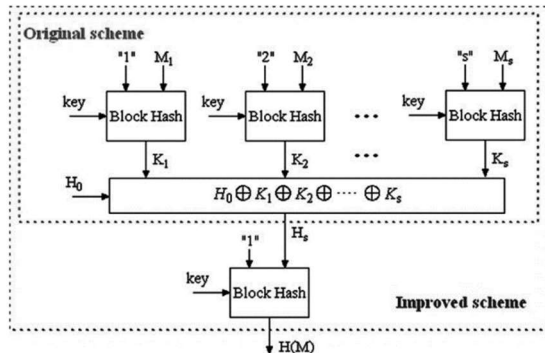 Original scheme
"1" M₁ "2" M₂ "s" Mₛ
key Block Hash key Block Hash ••• key Block Hash
K₁ K₂ ••• Kₛ
H₀ H₀ ⊕ K₁ ⊕ K₂ ⊕ ····· ⊕ Kₛ
"1" Hₛ
key Block Hash
Improved scheme
H(M)